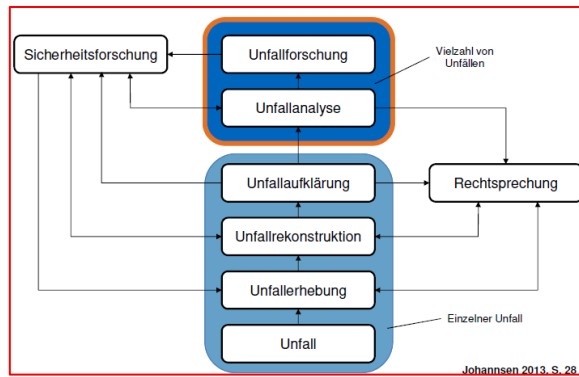 Sicherheitsforschung
Unfallforschung
Vielzahl von
Unfällen
Unfallanalyse
Unfallaufklärung
Rechtsprechung
Unfallrekonstruktion
Unfallerhebung
Einzelner Unfall
Unfall
Johannsen 2013. S. 28